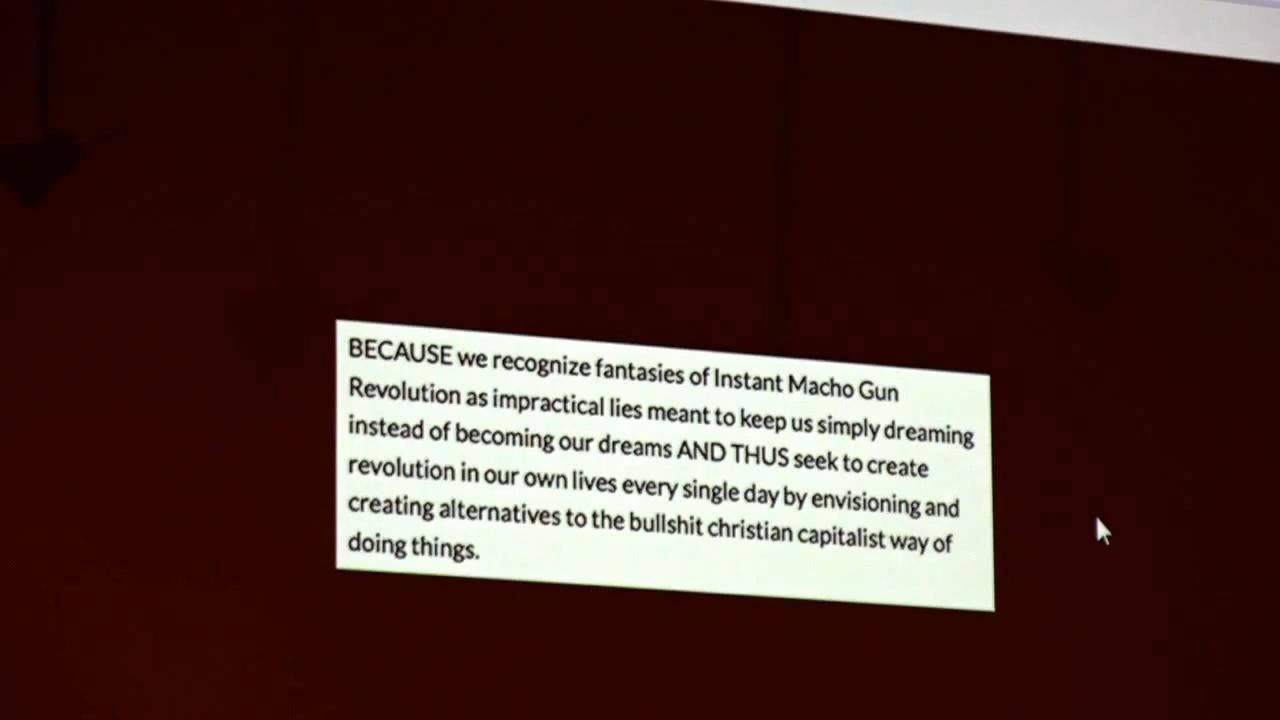 BECAUSE we recognize fantasies of Instant Macho Gun
Revolution as impractical lies meant to keep us simply dreaming
instead of becoming our dreams AND THUS seek to create
revolution in our own lives every single day by envisioning and
creating alternatives to the bullshit christian capitalist way of
doing things.